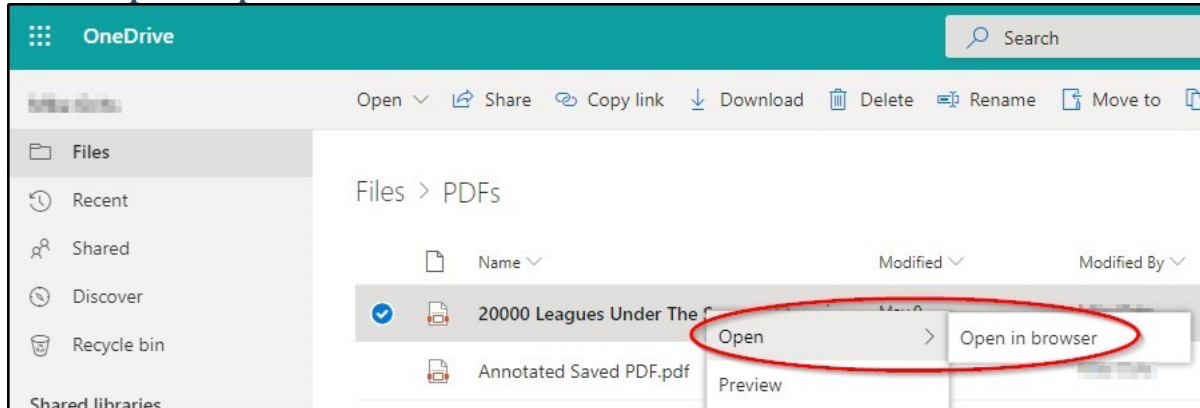 OneDrive
Search
Open Share Copy link Download Delete Rename Move to
Files
Recent
Shared
Discover
Recycle bin
Shared libraries
Files > PDFs
Name Modified Modified By
20000 Leagues Under The
Annotated Saved PDF.pdf
Open > Open in browser
Preview